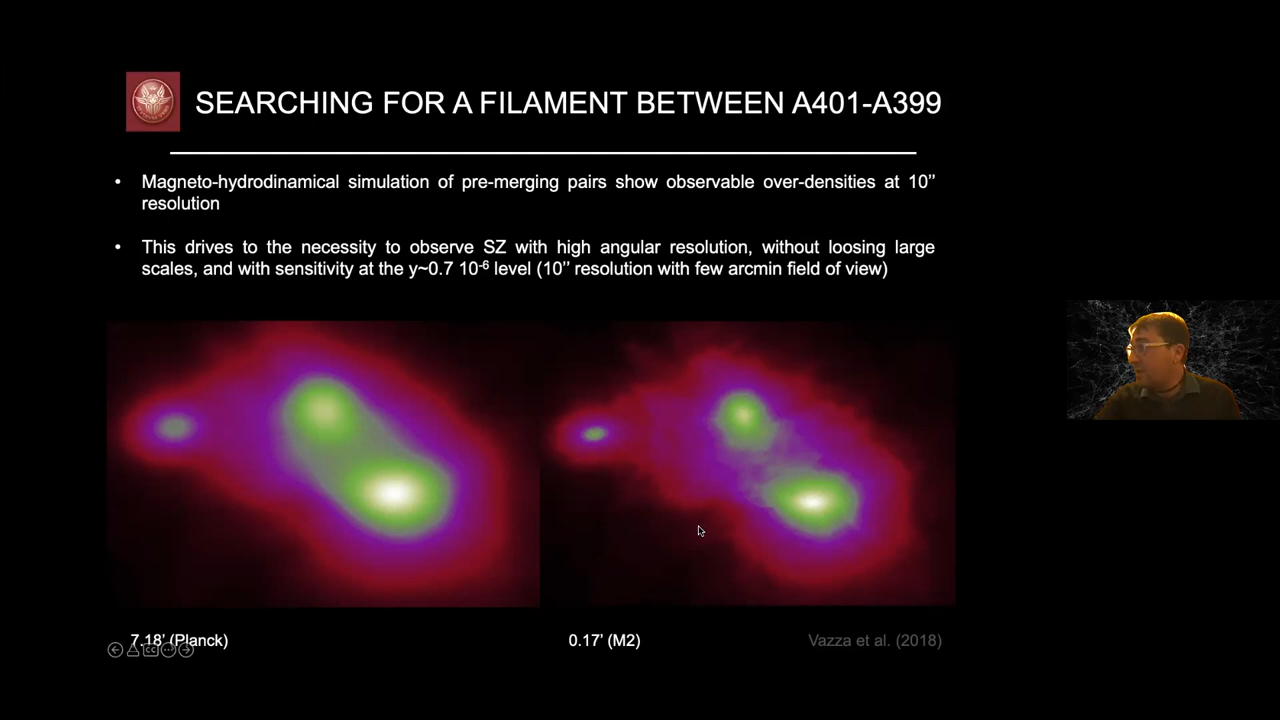 SEARCHING FOR A FILAMENT BETWEEN A401-A399
• Magneto-hydrodinamical simulation of pre-merging pairs show observable over-densities at 10’’
resolution
• This drives to the necessity to observe SZ with high angular resolution, without loosing large
scales, and with sensitivity at the y~0.7 10⁻⁶ level (10’’ resolution with few arcmin field of view)
7.18’ (Planck)
0.17’ (M2)
Vazza et al. (2018)